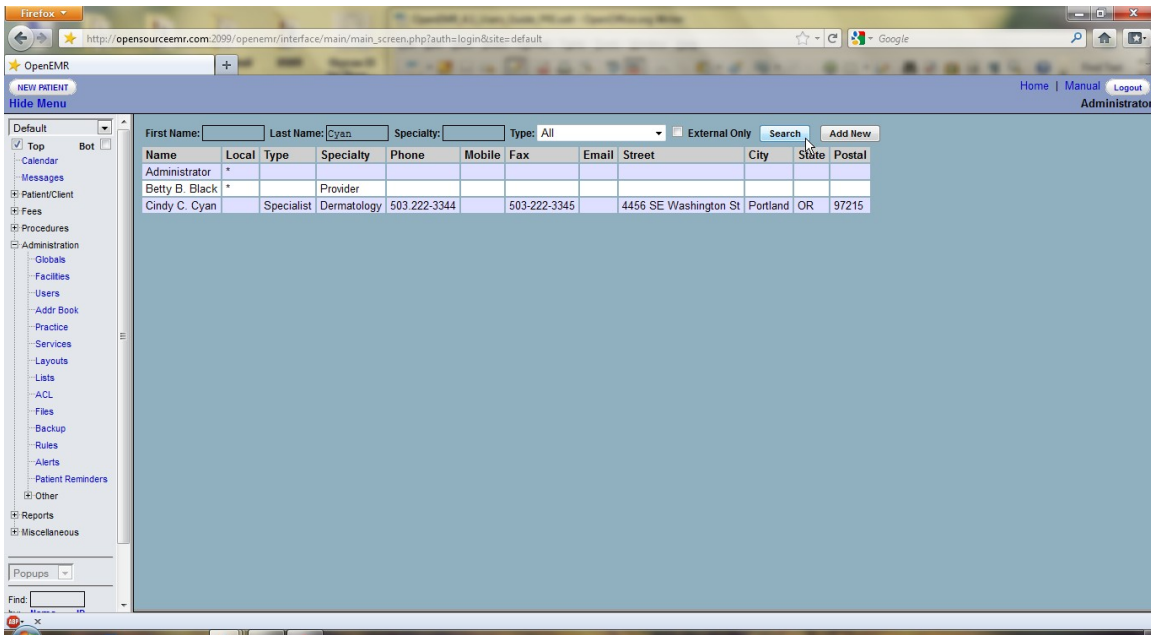 Firefox
http://opensourceemr.com:2099/openemr/interface/main/main_screen.php?auth=login&site=default
Google
OpenEMR
NEW PATIENT
Home | Manual Logout
Hide Menu
Administrator
Default
Top Bot
Calendar
Messages
Patient/Client
Fees
Procedures
Administration
Globals
Facilities
Users
Addr Book
Practice
Services
Layouts
Lists
ACL
Files
Backup
Rules
Alerts
Patient Reminders
Other
Reports
Miscellaneous
Popups
Find:
First Name: Last Name: Cyan Specialty: Type: All External Only Search Add New
Name Local Type Specialty Phone Mobile Fax Email Street City State Postal
Administrator *
Betty B. Black * Provider
Cindy C. Cyan Specialist Dermatology 503.222-3344 503-222-3345 4456 SE Washington St Portland OR 97215
ABP